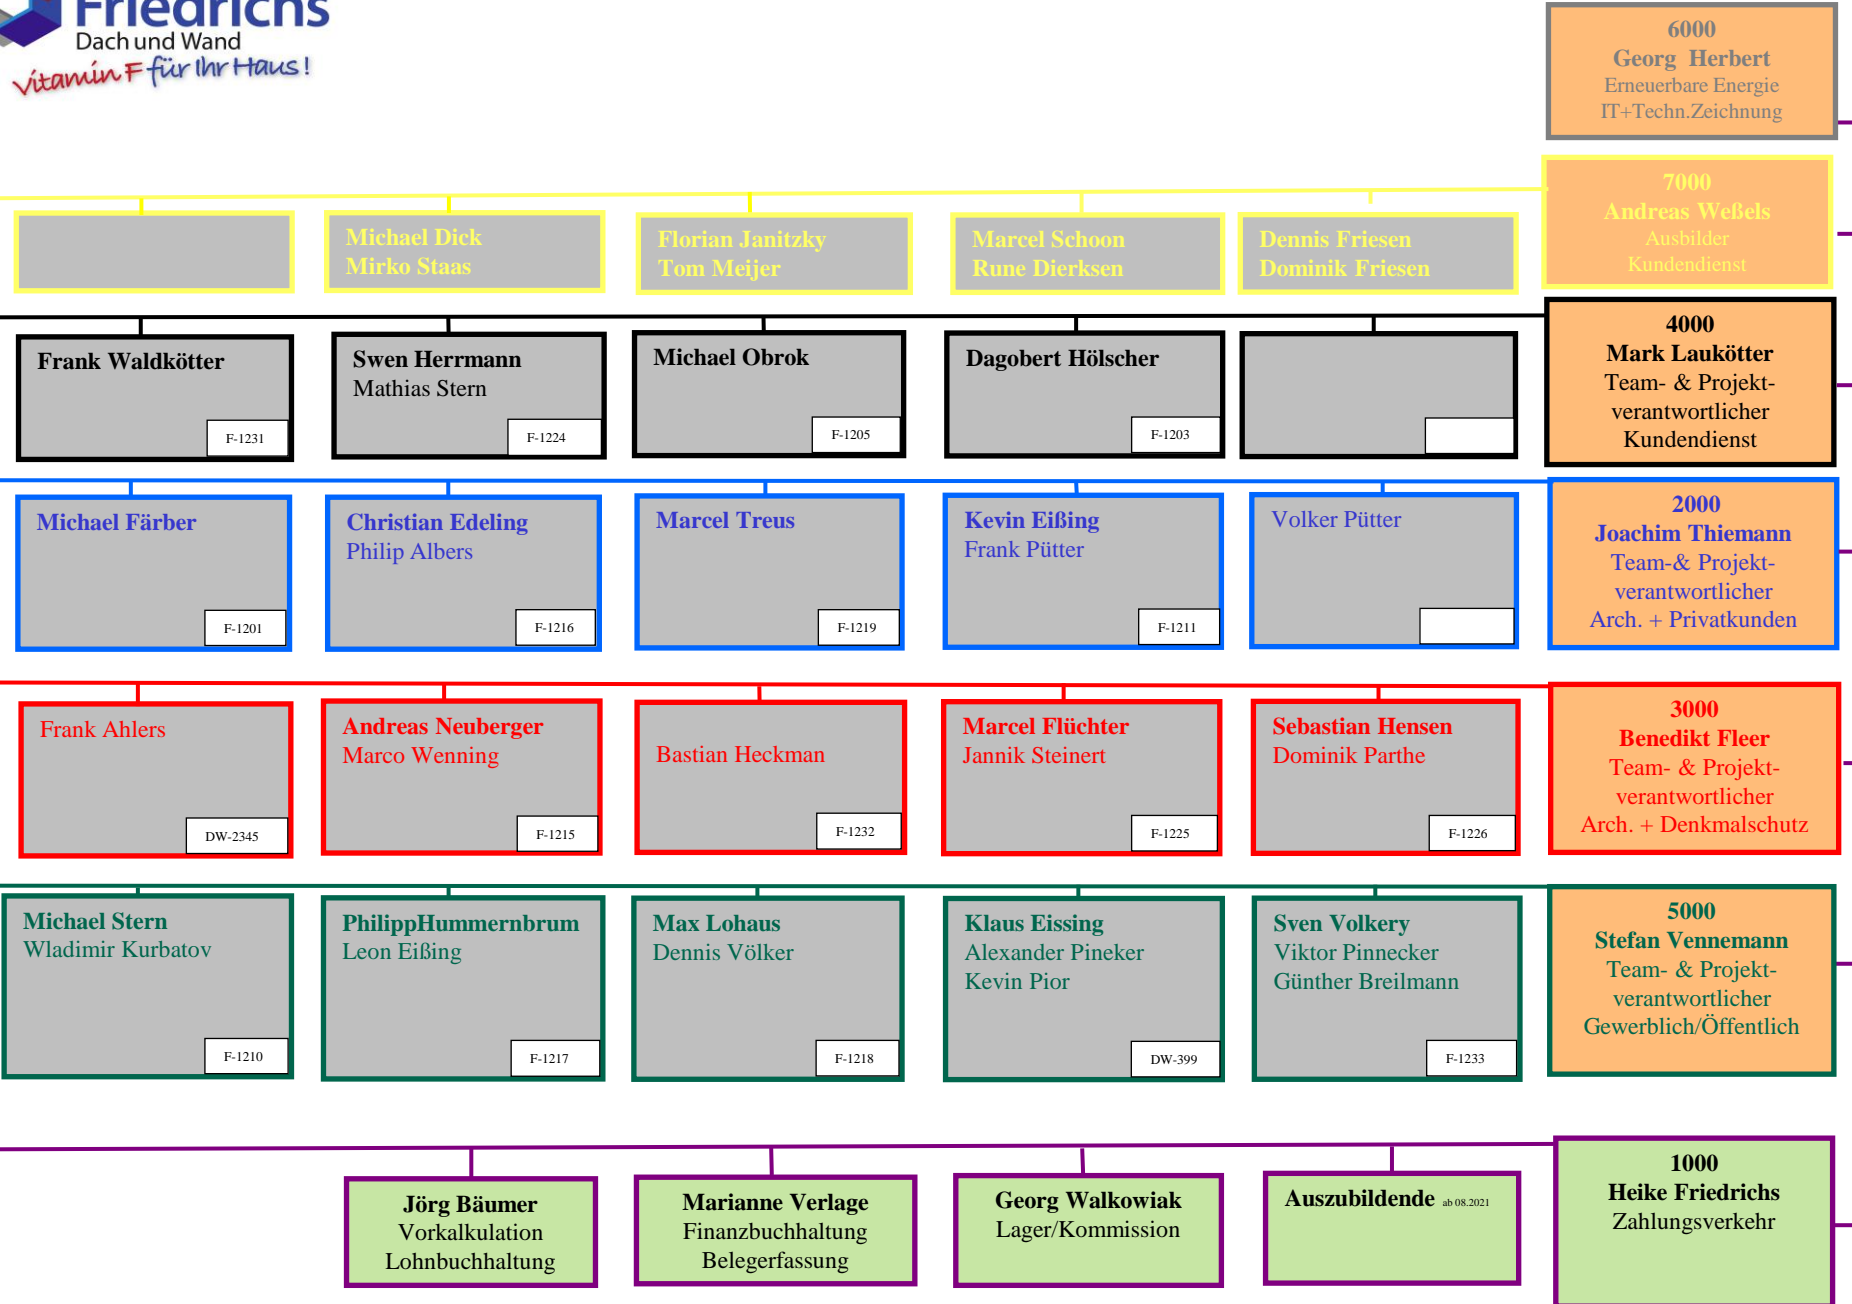 Friedrichs
Dach und Wand
Vitamin F für Ihr Haus!
6000
Georg Herbert
Erneuerbare Energie
IT+Techn.Zeichnung
Michael Dick
Mirko Staas
Florian Janitzky
Tom Meijer
Marcel Schoon
Rune Dierksen
Dennis Friesen
Dominik Friesen
7000
Andreas Weßels
Ausbilder
Kundendienst
Frank Waldkötter
F-1231
Swen Herrmann
Mathias Stern
F-1224
Michael Obrok
F-1205
Dagobert Hölscher
F-1203
4000
Mark Laukötter
Team- & Projekt-
verantwortlicher
Kundendienst
Michael Färber
F-1201
Christian Edeling
Philip Albers
F-1216
Marcel Treus
F-1219
Kevin Eißing
Frank Pütter
F-1211
Volker Pütter
2000
Joachim Thiemann
Team-& Projekt-
verantwortlicher
Arch. + Privatkunden
Frank Ahlers
DW-2345
Andreas Neuberger
Marco Wenning
F-1215
Bastian Heckman
F-1232
Marcel Flüchter
Jannik Steinert
F-1225
Sebastian Hensen
Dominik Parthe
F-1226
3000
Benedikt Fleer
Team- & Projekt-
verantwortlicher
Arch. + Denkmalschutz
Michael Stern
Wladimir Kurbatov
F-1210
PhilippHummernbrum
Leon Eißing
F-1217
Max Lohaus
Dennis Völker
F-1218
Klaus Eissing
Alexander Pineker
Kevin Pior
DW-399
Sven Volkery
Viktor Pinnecker
Günther Breilmann
F-1233
5000
Stefan Vennemann
Team- & Projekt-
verantwortlicher
Gewerblich/Öffentlich
Jörg Bäumer
Vorkalkulation
Lohnbuchhaltung
Marianne Verlage
Finanzbuchhaltung
Belegerfassung
Georg Walkowiak
Lager/Kommission
Auszubildende ab 08.2021
1000
Heike Friedrichs
Zahlungsverkehr